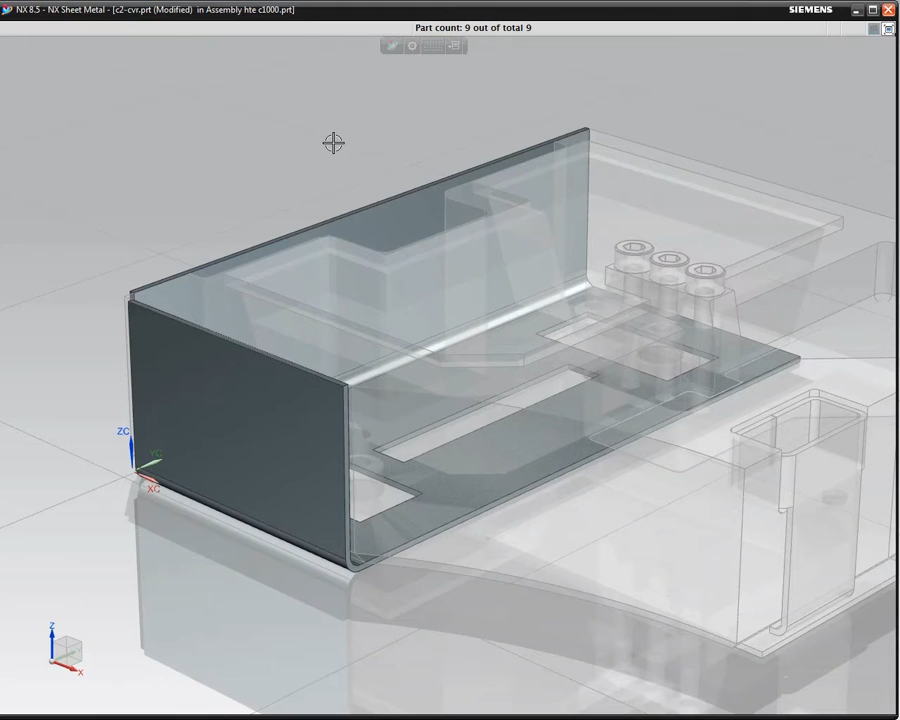 NX 8.5 - NX Sheet Metal - [c2-cvr.prt (Modified)  in Assembly hte c1000.prt]
SIEMENS
Part count: 9 out of total 9
ZC
YC
XC
Z
X